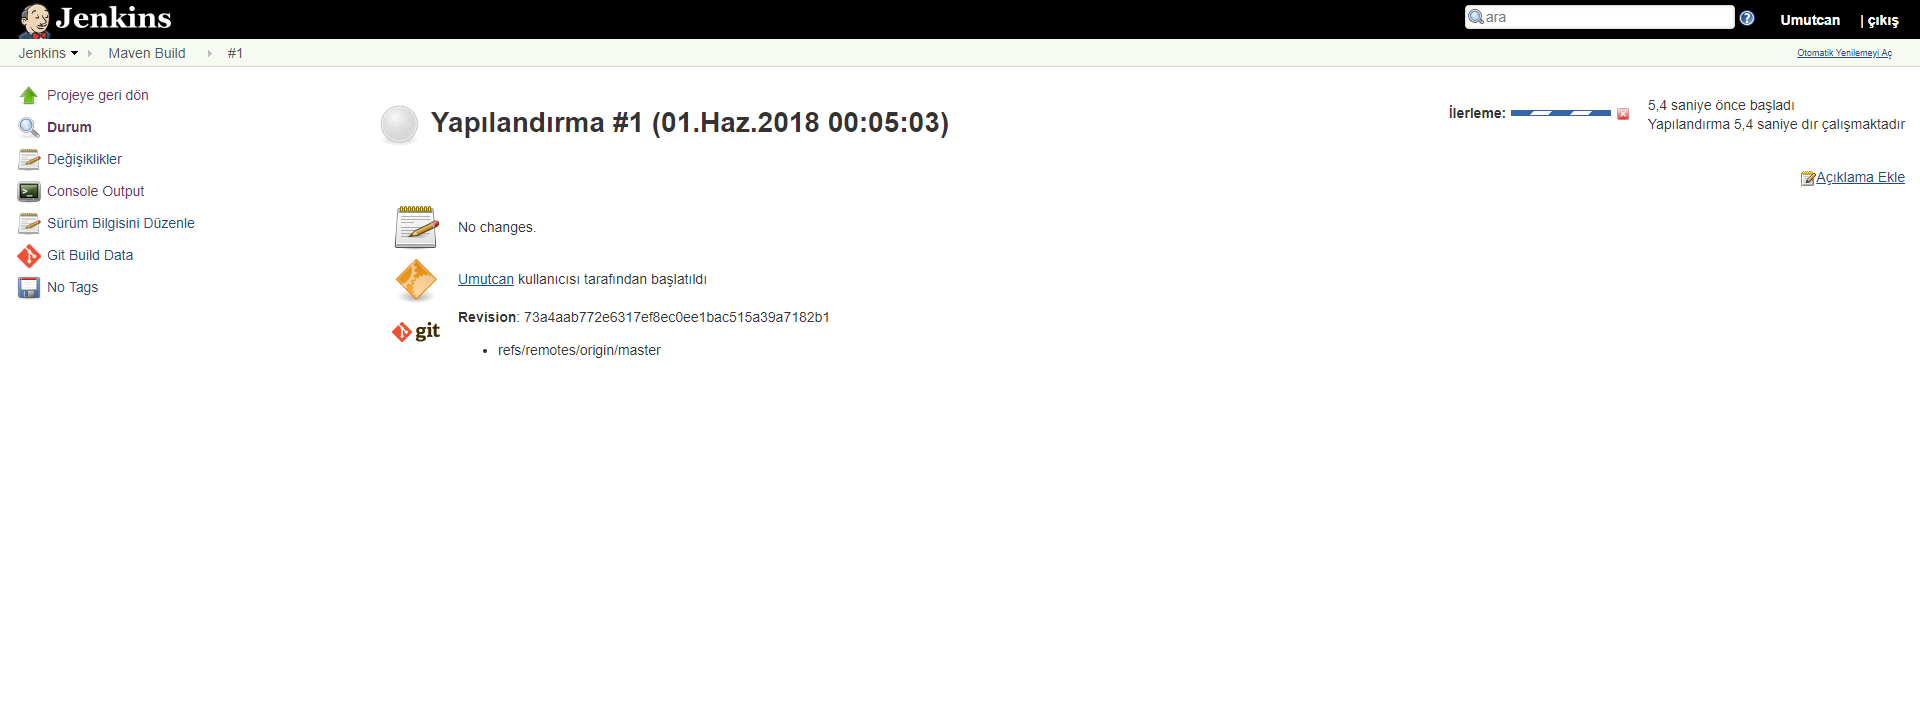 Jenkins
ara
Umutcan | çıkış
Jenkins Maven Build #1
Otomatik Yenilemeyi Aç
Projeye geri dön
Durum
Değişiklikler
Console Output
Sürüm Bilgisini Düzenle
Git Build Data
No Tags
Yapılandırma #1 (01.Haz.2018 00:05:03)
İlerleme:
5,4 saniye önce başladı
Yapılandırma 5,4 saniye dır çalışmaktadır
Açıklama Ekle
No changes.
Umutcan kullanıcısı tarafından başlatıldı
git
Revision: 73a4aab772e6317ef8ec0ee1bac515a39a7182b1
refs/remotes/origin/master